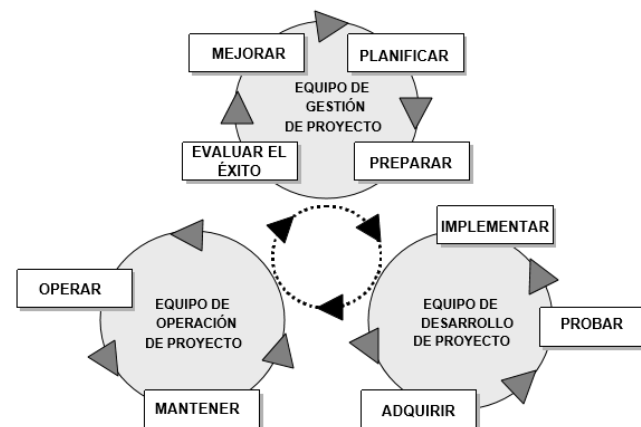 MEJORAR
PLANIFICAR
EQUIPO DE
GESTIÓN
DE PROYECTO
EVALUAR EL
ÉXITO
PREPARAR
IMPLEMENTAR
OPERAR
EQUIPO DE
OPERACIÓN
DE PROYECTO
EQUIPO DE
DESARROLLO
DE PROYECTO
PROBAR
MANTENER
ADQUIRIR